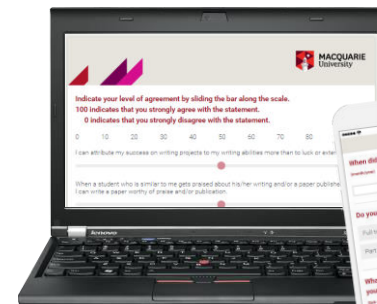 MACQUARIE
University
Indicate your level of agreement by sliding the bar along the scale.
100 indicates that you strongly agree with the statement.
0 indicates that you strongly disagree with the statement.
0 10 20 30 40 50 60 70 80
I can attribute my success on writing projects to my writing abilities more than to luck or exter
When a student who is similar to me gets praised about his/her writing and/or a paper publishe
I can write a paper worthy of praise and/or publication.
lenovo
When did
Do you
Full-t
Part
Wha
you